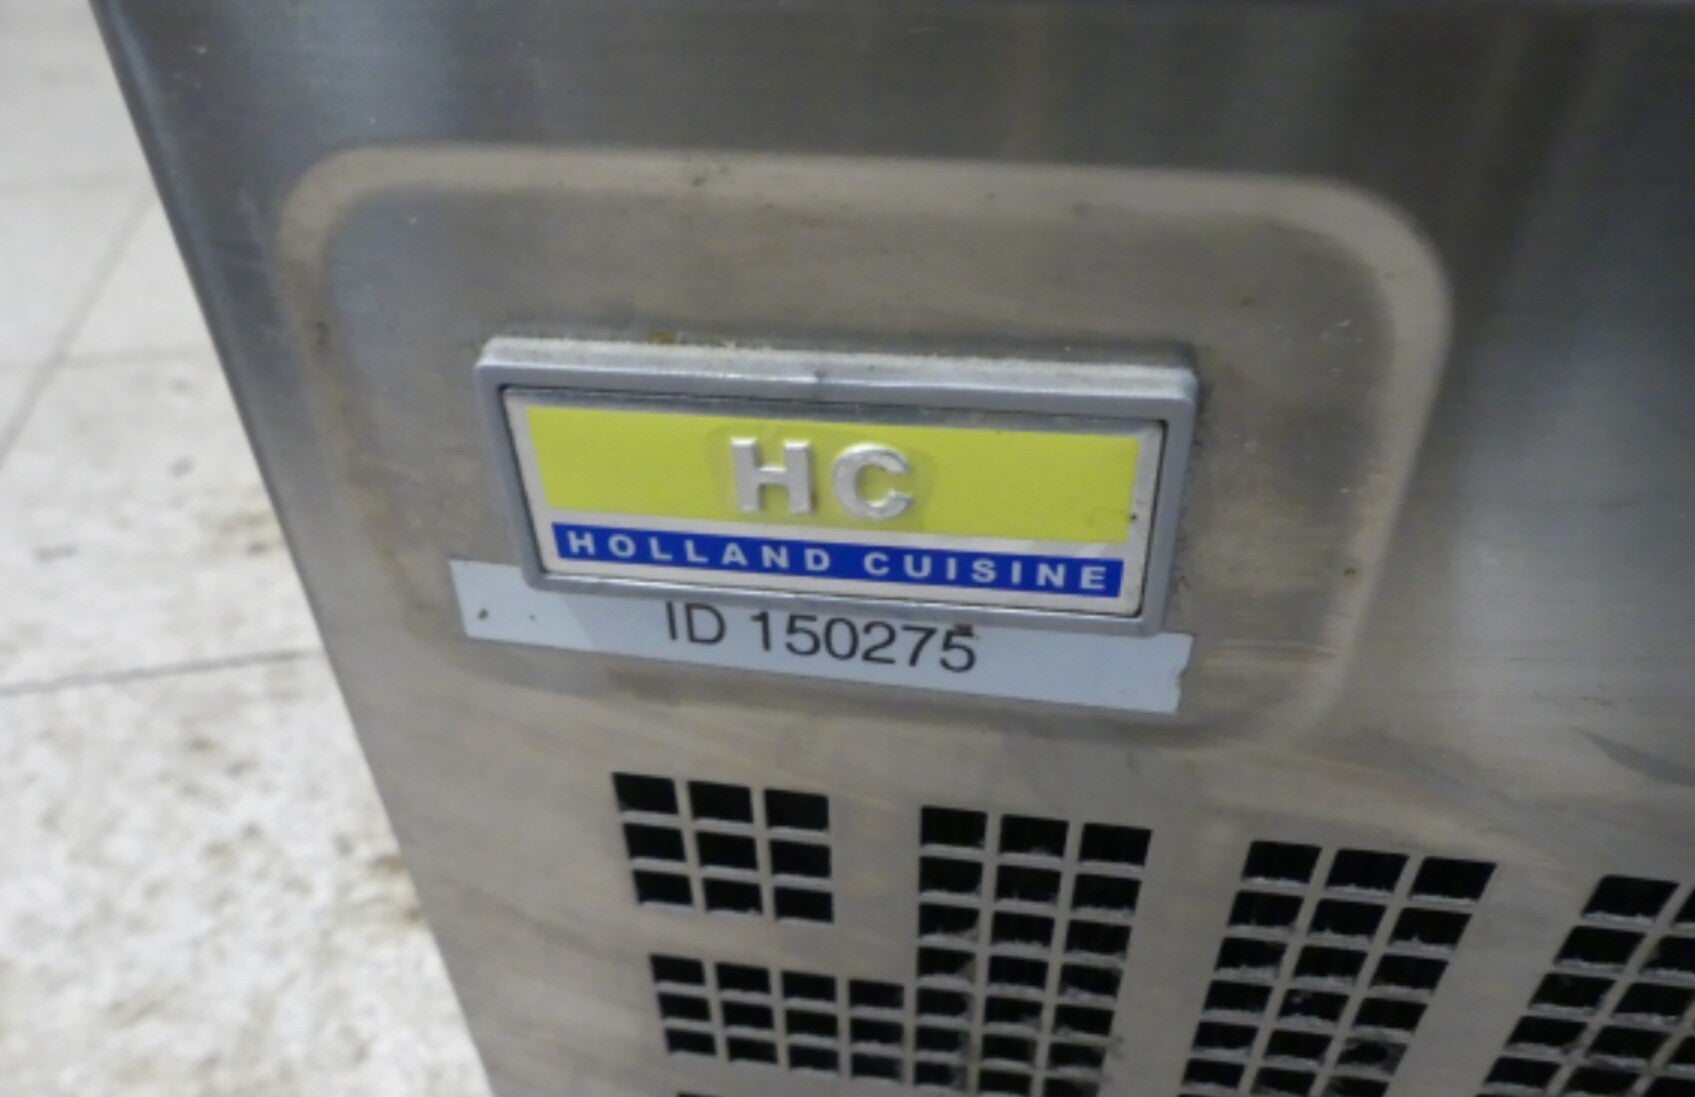 HC
HOLLAND CUISINE
ID 150275